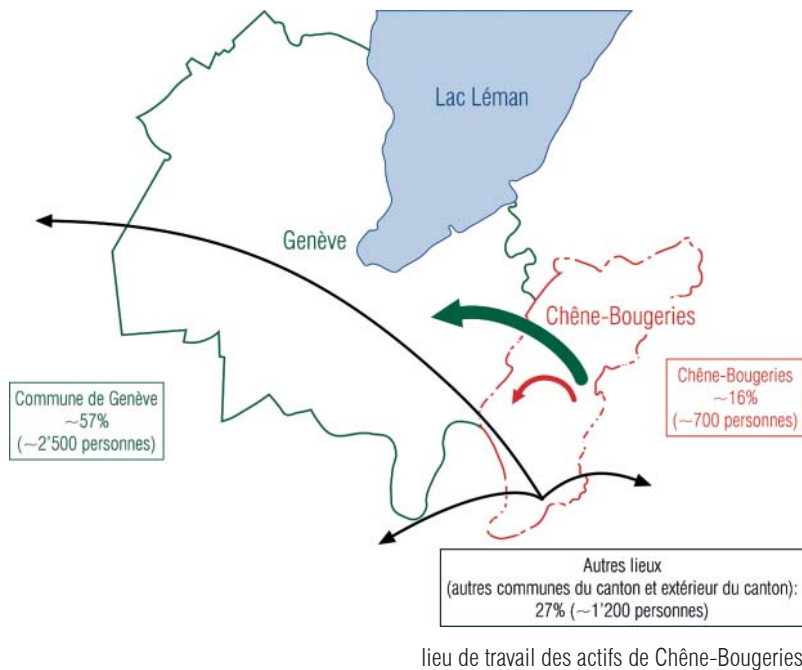 Lac Léman
Genève
Chêne-Bougeries
Commune de Genève
~57%
(~2'500 personnes)
Chêne-Bougeries
~16%
(~700 personnes)
Autres lieux
(autres communes du canton et extérieur du canton):
27% (~1'200 personnes)
lieu de travail des actifs de Chêne-Bougeries